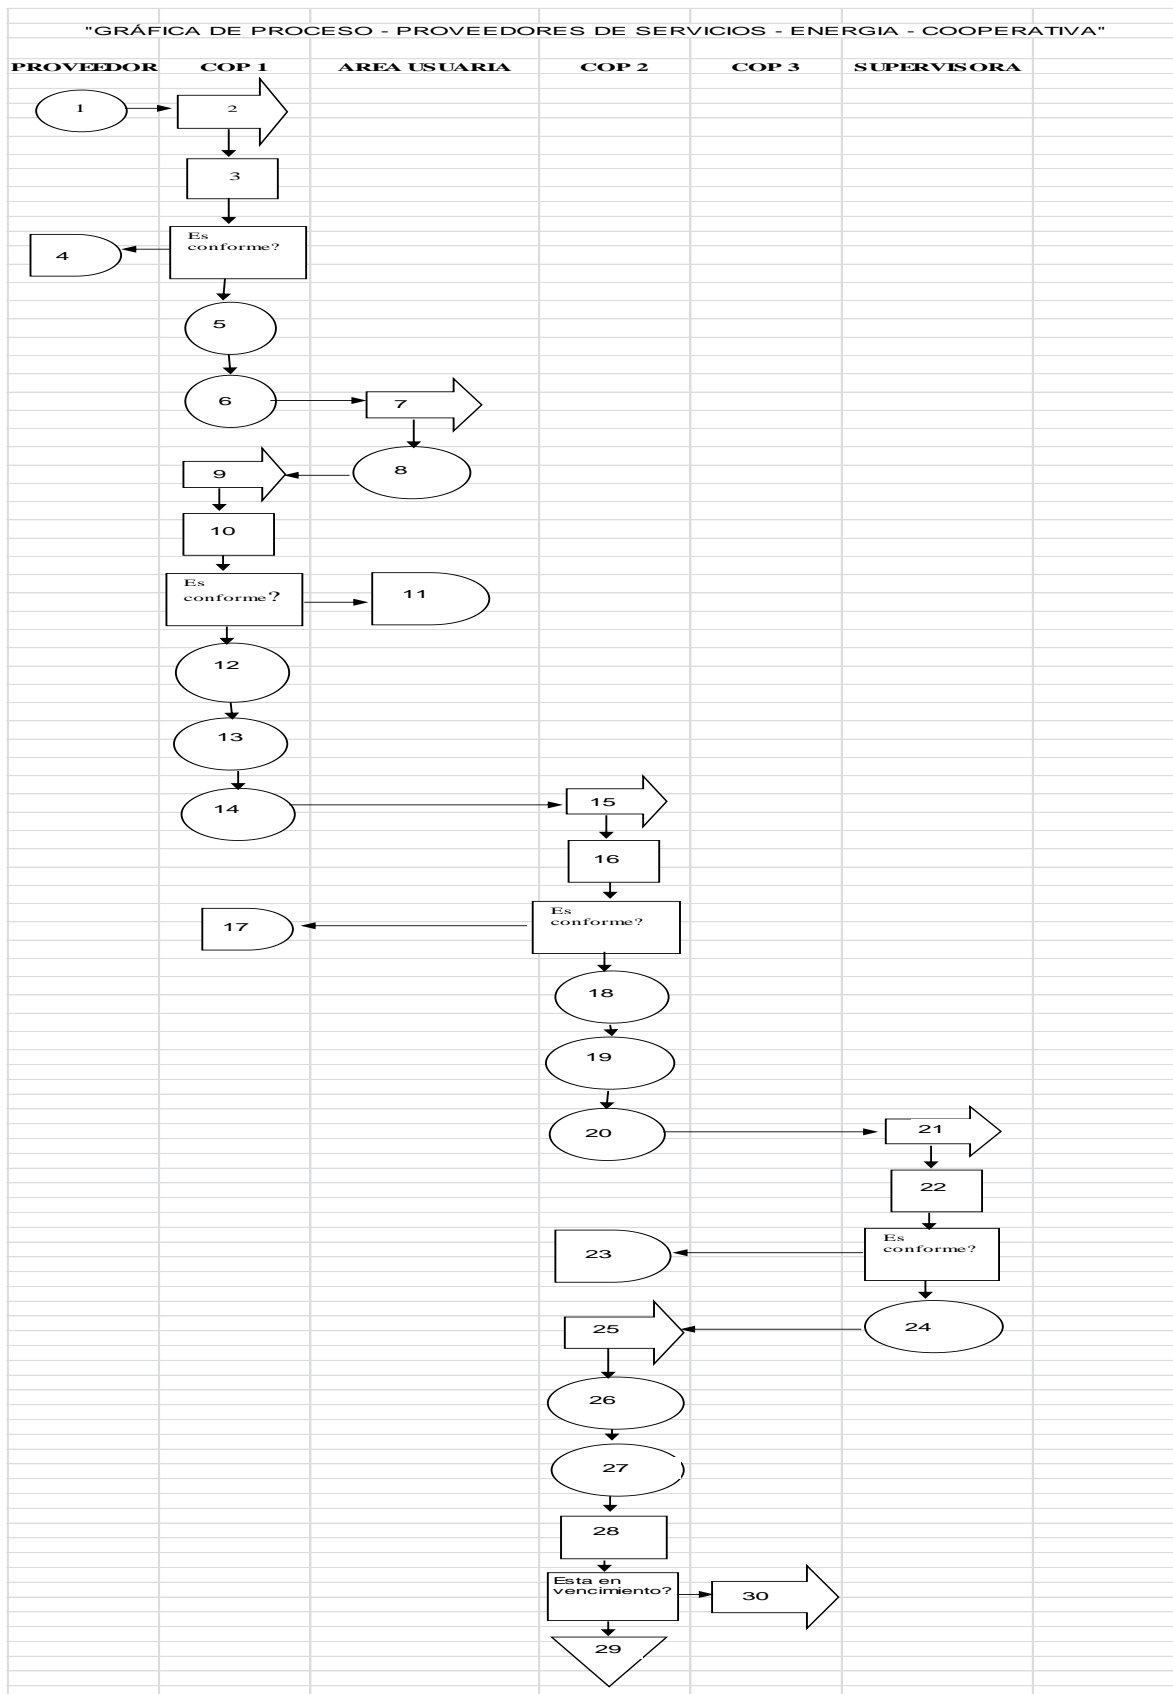 "GRÁFICA DE PROCESO - PROVEEDORES DE SERVICIOS - ENERGIA - COOPERATIVA"
PROVEEDOR COP 1 AREA USUARIA COP 2 COP 3 SUPERVISORA
1 2
3
Es
conforme?
4
5
6 7
9 8
10
Es
conforme?
11
12
13
14 15
16
Es
conforme?
17
18
19
20 21
22
Es
conforme?
23
25 24
26
27
28
Esta en
vencimiento?
30
29